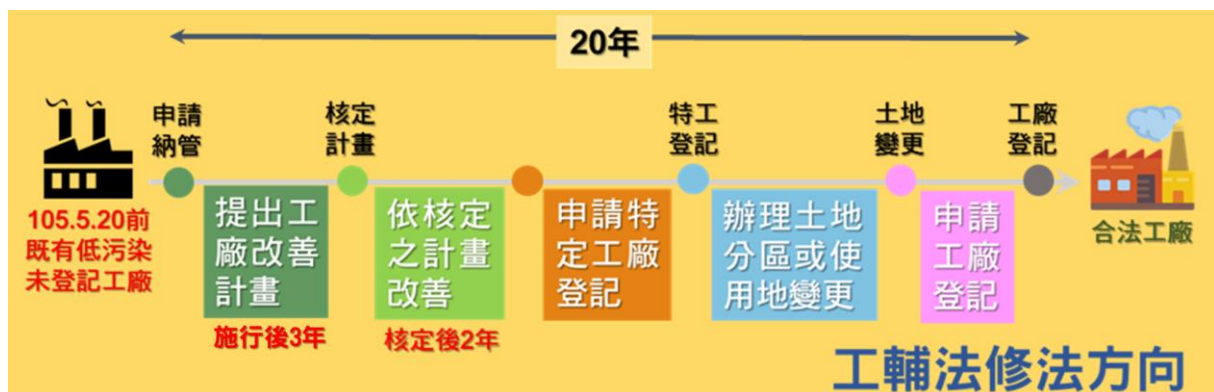 20年
申請
納管
核定
計畫
特工
登記
土地
變更
工廠
登記
105.5.20前
既有低污染
未登記工廠
提出工
廠改善
計畫
施行後3年
依核定
之計畫
改善
核定後2年
申請特
定工廠
登記
辦理土地
分區或使
用地變更
申請
工廠
登記
合法工廠
工輔法修法方向